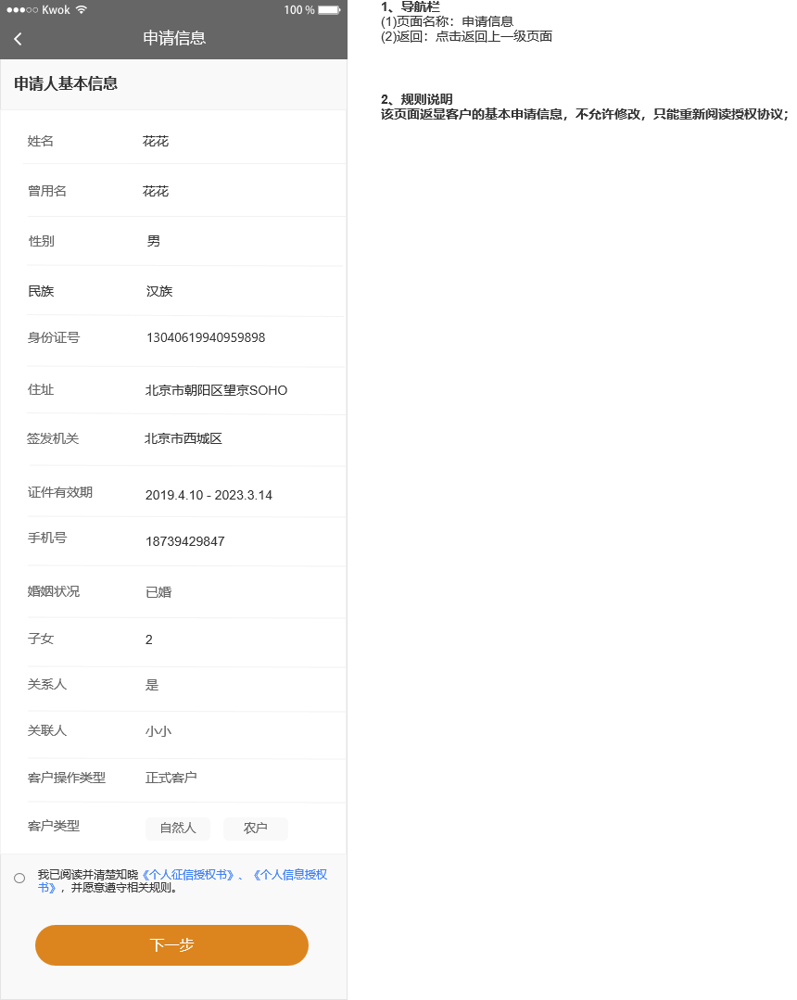 Kwok 100 %
申请信息
申请人基本信息
姓名 花花
曾用名 花花
性别 男
民族 汉族
身份证号 13040619940959898
住址 北京市朝阳区望京SOHO
签发机关 北京市西城区
证件有效期 2019.4.10 - 2023.3.14
手机号 18739429847
婚姻状况 已婚
子女 2
关系人 是
关联人 小小
客户操作类型 正式客户
客户类型 自然人 农户
我已阅读并清楚知晓《个人征信授权书》、《个人信息授权
书》，并愿意遵守相关规则。
下一步
1、导航栏
(1)页面名称：申请信息
(2)返回：点击返回上一级页面
2、规则说明
该页面返显客户的基本申请信息，不允许修改，只能重新阅读授权协议；